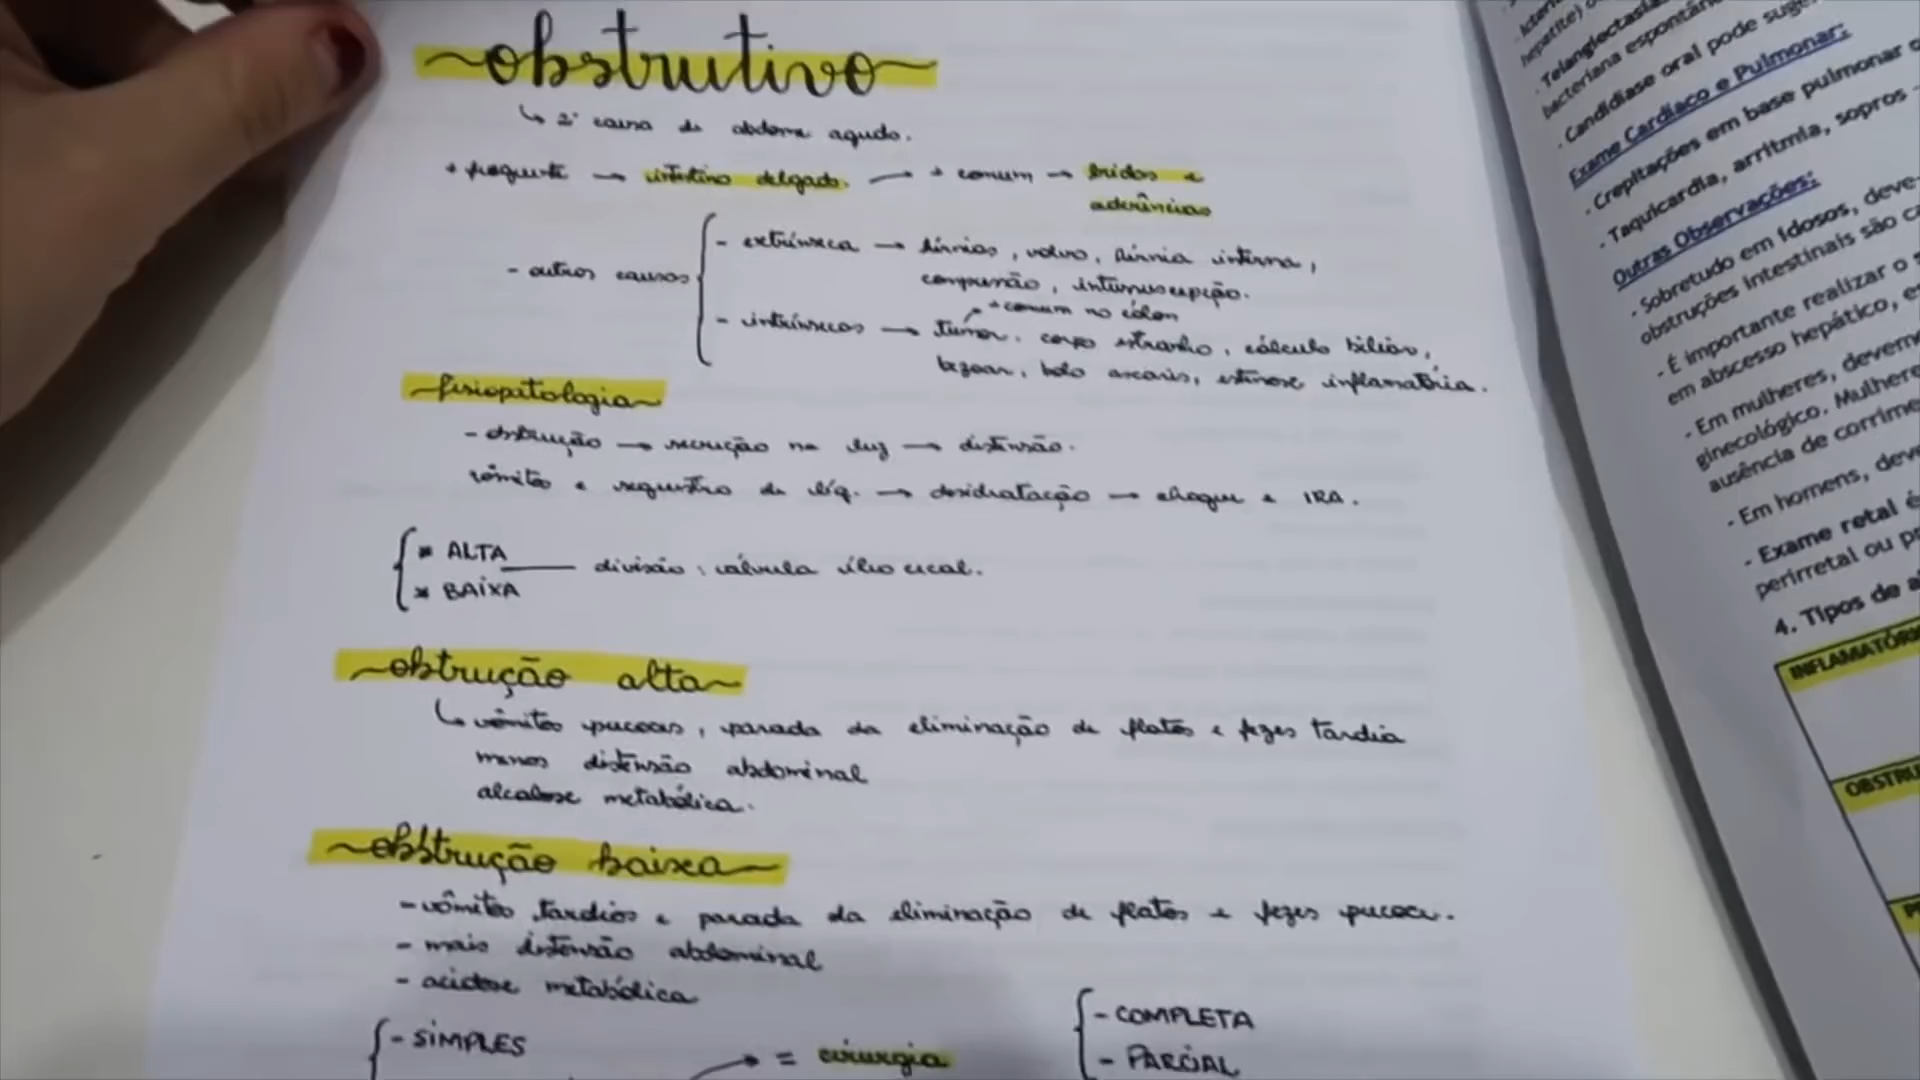 ~obstrutivo~
↳ 2ª causa de abdome agudo.
+ frequente → intestino delgado. → + comum → bridas e
aderências
- outras causas
- extrínseca → hérnias, volvo, hérnia interna,
compressão, intussuscepção.
+ comum no cólon
- intrínsecas → tumor, corpo estranho, cálculo biliar,
bezoar, bolo áscaris, estenose inflamatória.
~fisiopatologia~
- obstrução → secreção na luz → distensão.
vômitos e sequestro de líq. → desidratação → choque e IRA.
* ALTA
* BAIXA
divisão: válvula íleo cecal.
~obstrução alta~
↳ vômitos precoces, parada da eliminação de flatos e fezes tardia
menos distensão abdominal
alcalose metabólica.
~obstrução baixa~
- vômitos tardios e parada da eliminação de flatos e fezes precoce.
- mais distensão abdominal
- acidose metabólica
- SIMPLES
→ = cirurgia
- COMPLETA
- PARCIAL
hepatite)
· Telangiectasia
bacteriana espontân
· Candidíase oral pode suge
Exame Cardíaco e Pulmonar:
· Crepitações em base pulmonar
· Taquicardia, arritmia, sopros -
Outras Observações:
· Sobretudo em idosos, deve-
obstruções intestinais são ca
· É importante realizar o
em abscesso hepático, e
· Em mulheres, devem
ginecológico. Mulhere
ausência de corrime
· Em homens, deve
· Exame retal é
perirretal ou p
4. Tipos de a
INFLAMATÓRI
OBSTRU